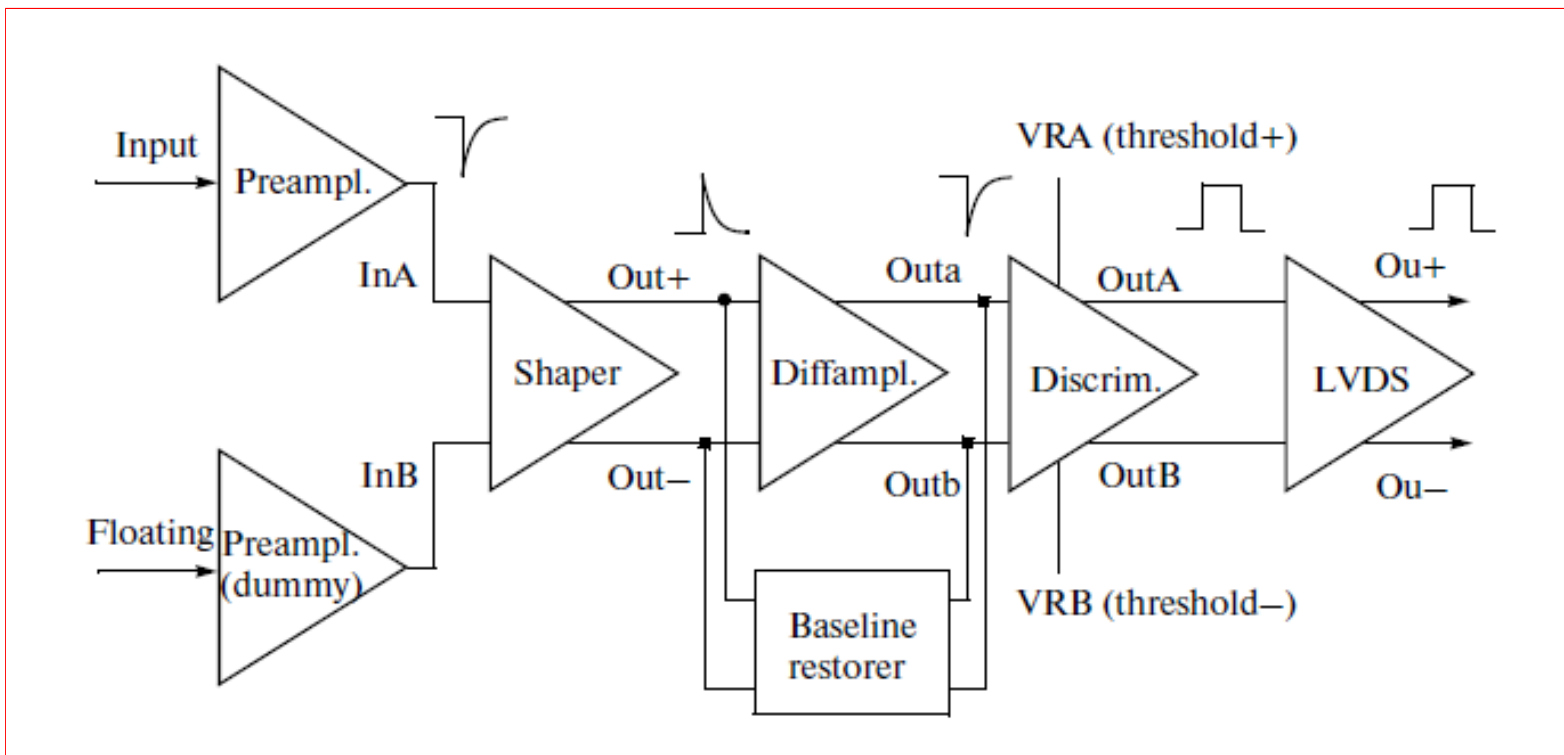 Input
Preampl.
VRA (threshold+)
InA
Out+
Outa
OutA
Ou+
Shaper
Diffampl.
Discrim.
LVDS
InB
Out−
Outb
OutB
Ou−
Floating
Preampl.
(dummy)
VRB (threshold−)
Baseline
restorer